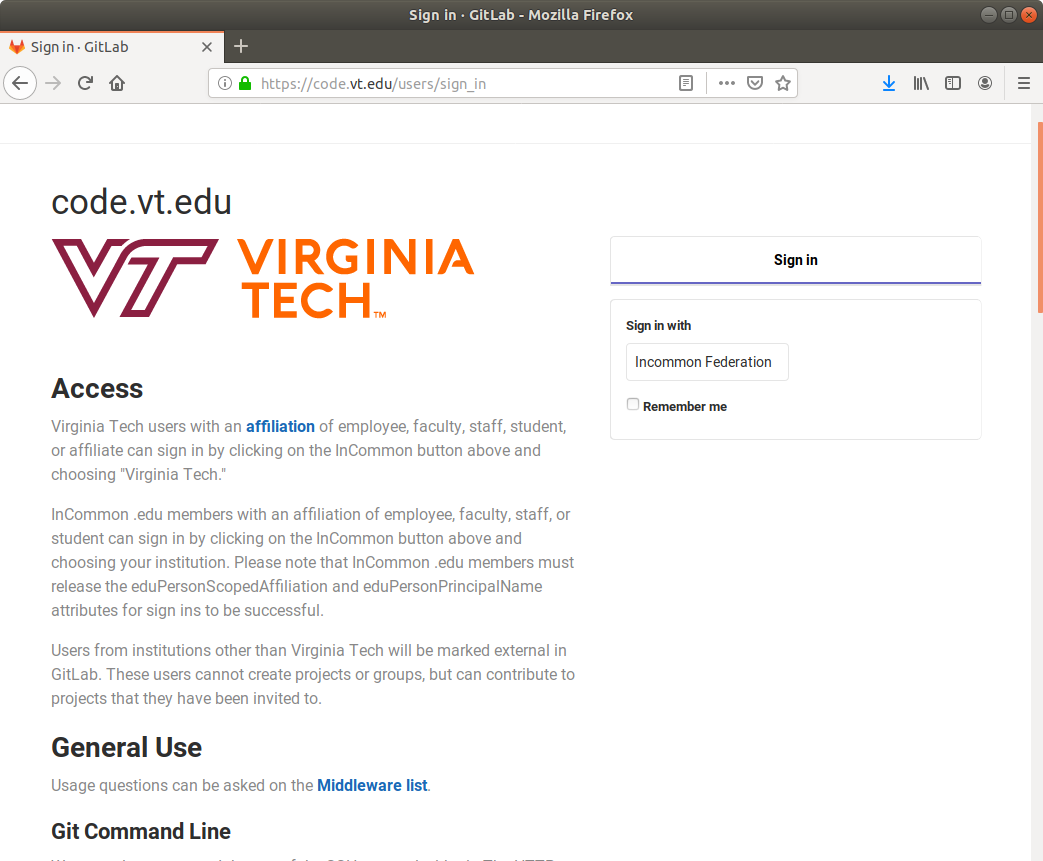 Sign in · GitLab - Mozilla Firefox
Sign in · GitLab
https://code.vt.edu/users/sign_in
code.vt.edu
VT VIRGINIA
TECH™
Sign in
Sign in with
Incommon Federation
Remember me
Access
Virginia Tech users with an affiliation of employee, faculty, staff, student,
or affiliate can sign in by clicking on the InCommon button above and
choosing "Virginia Tech."
InCommon .edu members with an affiliation of employee, faculty, staff, or
student can sign in by clicking on the InCommon button above and
choosing your institution. Please note that InCommon .edu members must
release the eduPersonScopedAffiliation and eduPersonPrincipalName
attributes for sign ins to be successful.
Users from institutions other than Virginia Tech will be marked external in
GitLab. These users cannot create projects or groups, but can contribute to
projects that they have been invited to.
General Use
Usage questions can be asked on the Middleware list.
Git Command Line